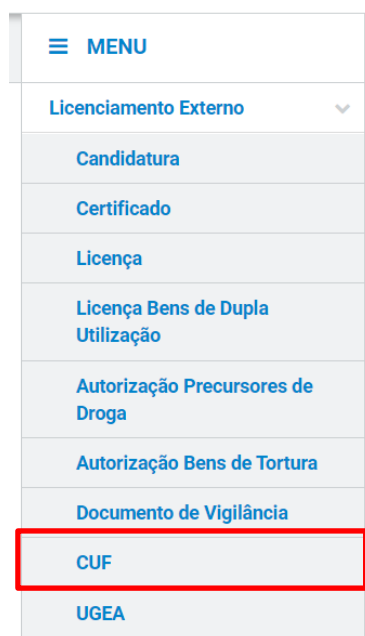 MENU
Licenciamento Externo
Candidatura
Certificado
Licença
Licença Bens de Dupla
Utilização
Autorização Precursores de
Droga
Autorização Bens de Tortura
Documento de Vigilância
CUF
UGEA